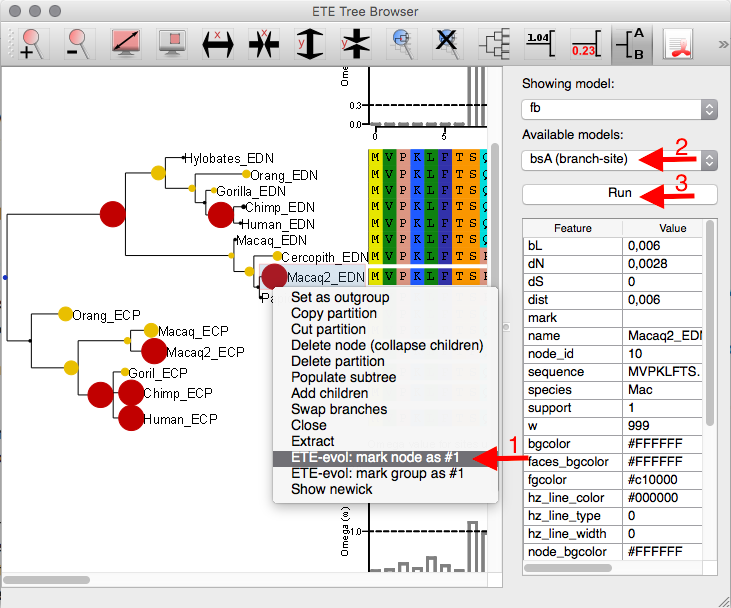 ETE Tree Browser
x x y y
1.04 0.23 A B
»
Showing model:
fb
Available models:
bsA (branch-site)
2
Run
3
Feature Value
bL 0,006
dN 0,0028
dS 0
dist 0,006
mark
name Macaq2_EDN
node_id 10
sequence MVPKLFTS.
species Mac
support 1
w 999
bgcolor #FFFFFF
faces_bgcolor #FFFFFF
fgcolor #c10000
hz_line_color #000000
hz_line_type 0
hz_line_width 0
node_bgcolor #FFFFFF
Ome
0.3
0.0
0 5
Hylobates_EDN
Orang_EDN
Gorilla_EDN
Chimp_EDN
Human_EDN
Macaq_EDN
Cercopith_EDN
Macaq2_EDN
Pa
M V P K L F T S Q
M V P K L F T S Q
M V P K L F T S Q
M V P K L F T S Q
M V P K L F T S Q
M V P K L F T S
M V P K L F T S
M V P K L F T S
Orang_ECP
Macaq_ECP
Macaq2_ECP
Goril_ECP
Chimp_ECP
Human_ECP
Set as outgroup
Copy partition
Cut partition
Delete node (collapse children)
Delete partition
Populate subtree
Add children
Swap branches
Close
Extract
ETE-evol: mark node as #1
1
ETE-evol: mark group as #1
Show newick
Omega (ω)
1.0